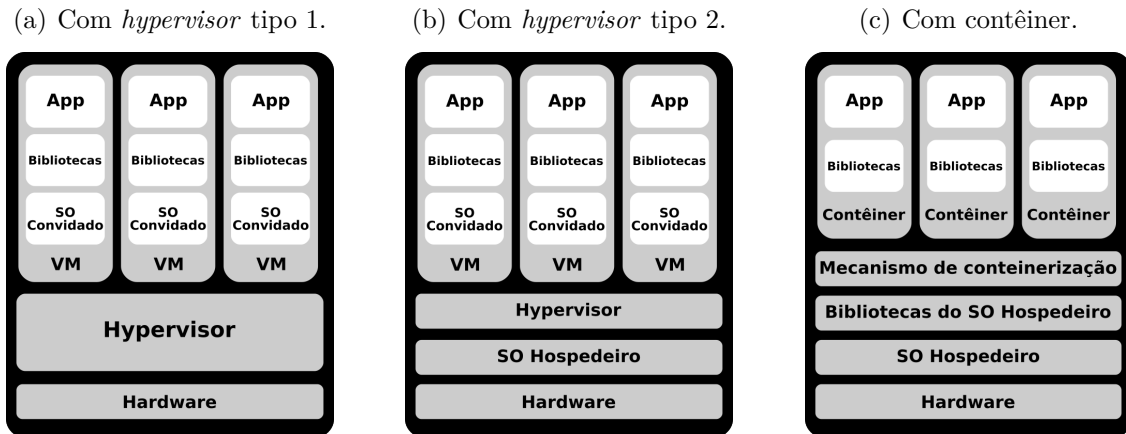 (a) Com hypervisor tipo 1.
App App App
Bibliotecas Bibliotecas Bibliotecas
SO SO SO
Convidado Convidado Convidado
VM VM VM
Hypervisor
Hardware
(b) Com hypervisor tipo 2.
App App App
Bibliotecas Bibliotecas Bibliotecas
SO SO SO
Convidado Convidado Convidado
VM VM VM
Hypervisor
SO Hospedeiro
Hardware
(c) Com contêiner.
App App App
Bibliotecas Bibliotecas Bibliotecas
Contêiner Contêiner Contêiner
Mecanismo de conteinerização
Bibliotecas do SO Hospedeiro
SO Hospedeiro
Hardware